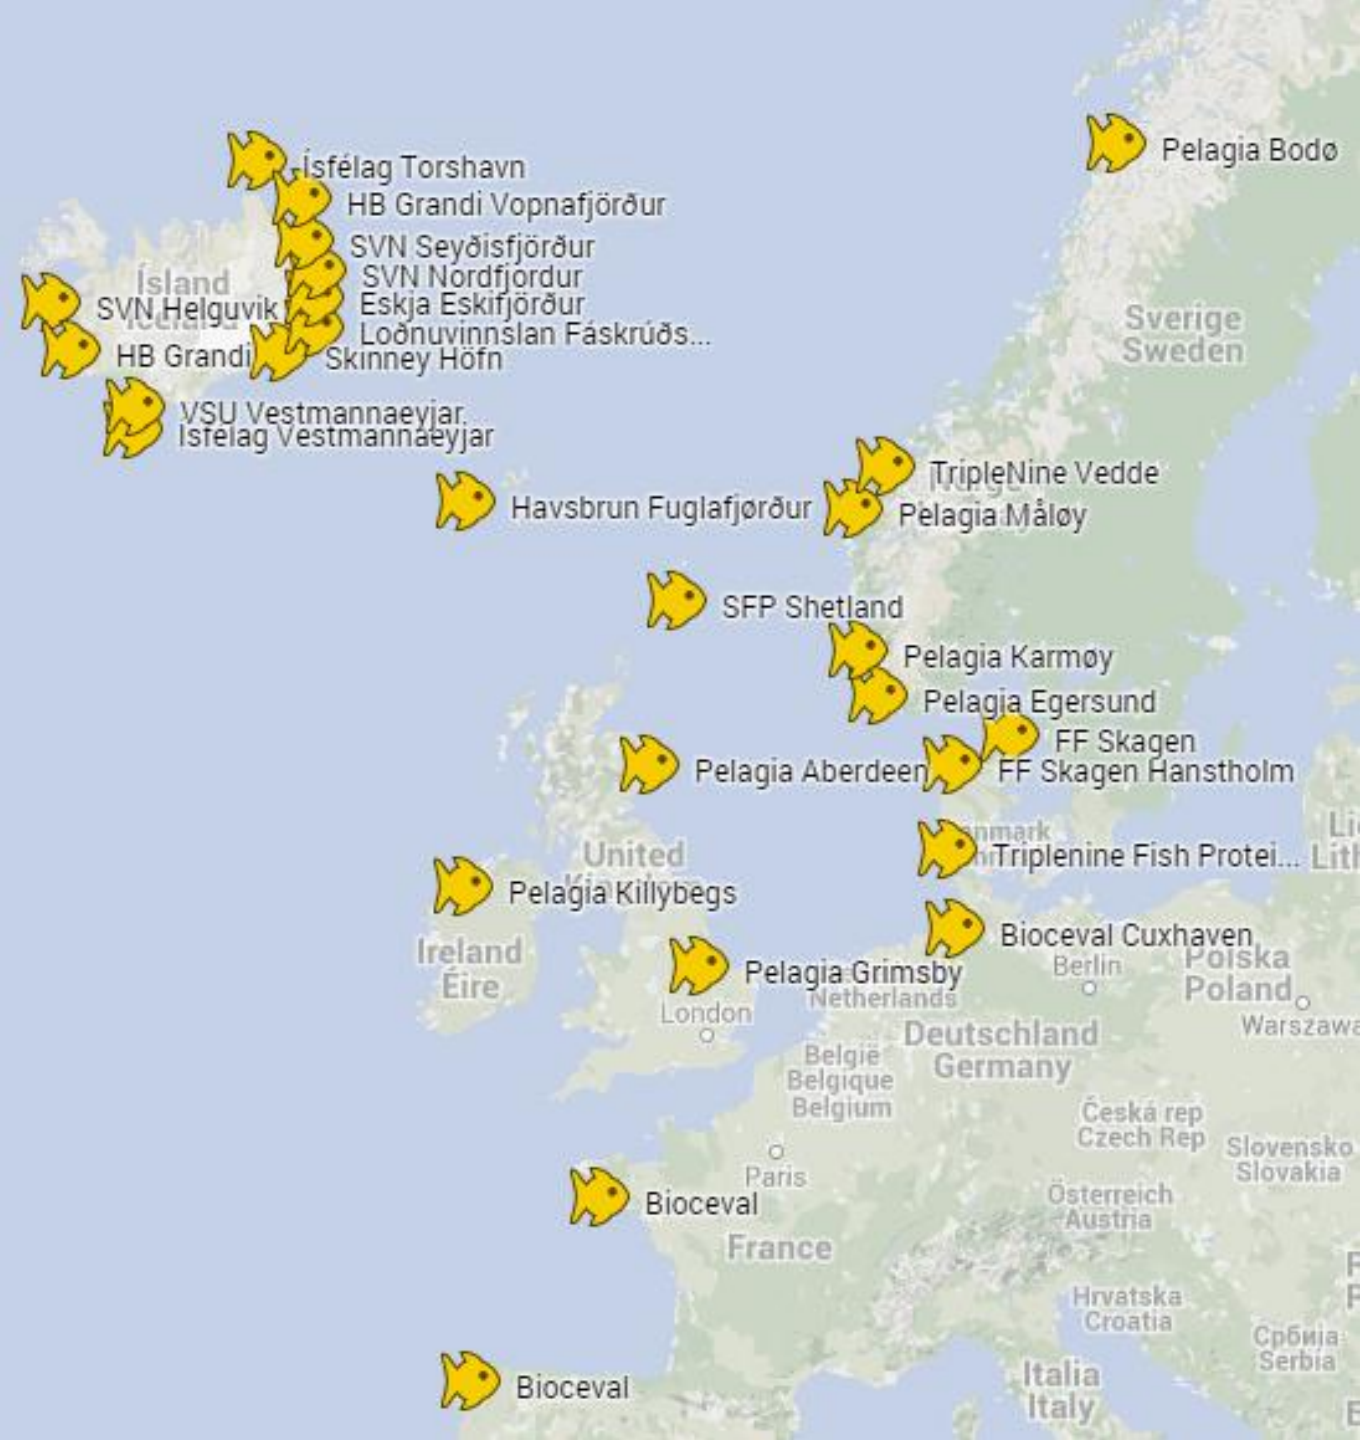 Pelagia Bodø
Ísfélag Torshavn
HB Grandi Vopnafjörður
SVN Seyðisfjörður
Ísland
SVN Nordfjordur
SVN Helguvik
Eskja Eskifjörður
Iceland
Sverige
Sweden
Loðnuvinnslan Fáskrúðs...
HB Grandi
Skinney Höfn
VSU Vestmannaeyjar
Ísfélag Vestmannaeyjar
TripleNine Vedde
Havsbrun Fuglafjørður
Pelagia Måløy
SFP Shetland
Pelagia Karmøy
Pelagia Egersund
FF Skagen
Pelagia Aberdeen
FF Skagen Hanstholm
Triplenine Fish Protei...
United
Pelagia Killybegs
Bioceval Cuxhaven
Ireland
Éire
Berlin
Polska
Poland
Pelagia Grimsby
Netherlands
London
Warszawa
Deutschland
Germany
België
Belgique
Belgium
Česká rep
Czech Rep
Slovensko
Slovakia
Paris
Österreich
Austria
Bioceval
France
Hrvatska
Croatia
Србија
Serbia
Bioceval
Italia
Italy